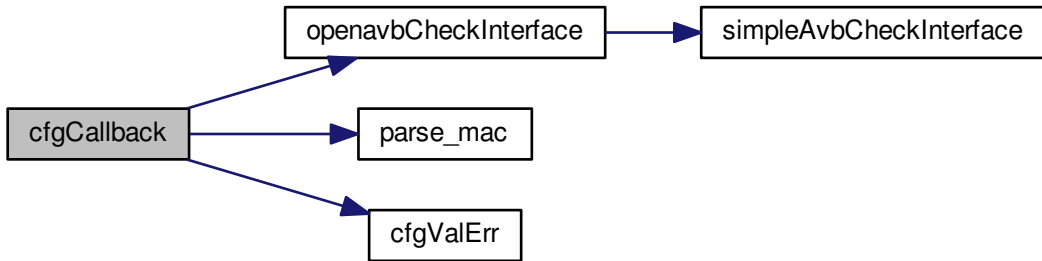 openavbCheckInterface
simpleAvbCheckInterface
cfgCallback
parse_mac
cfgValErr